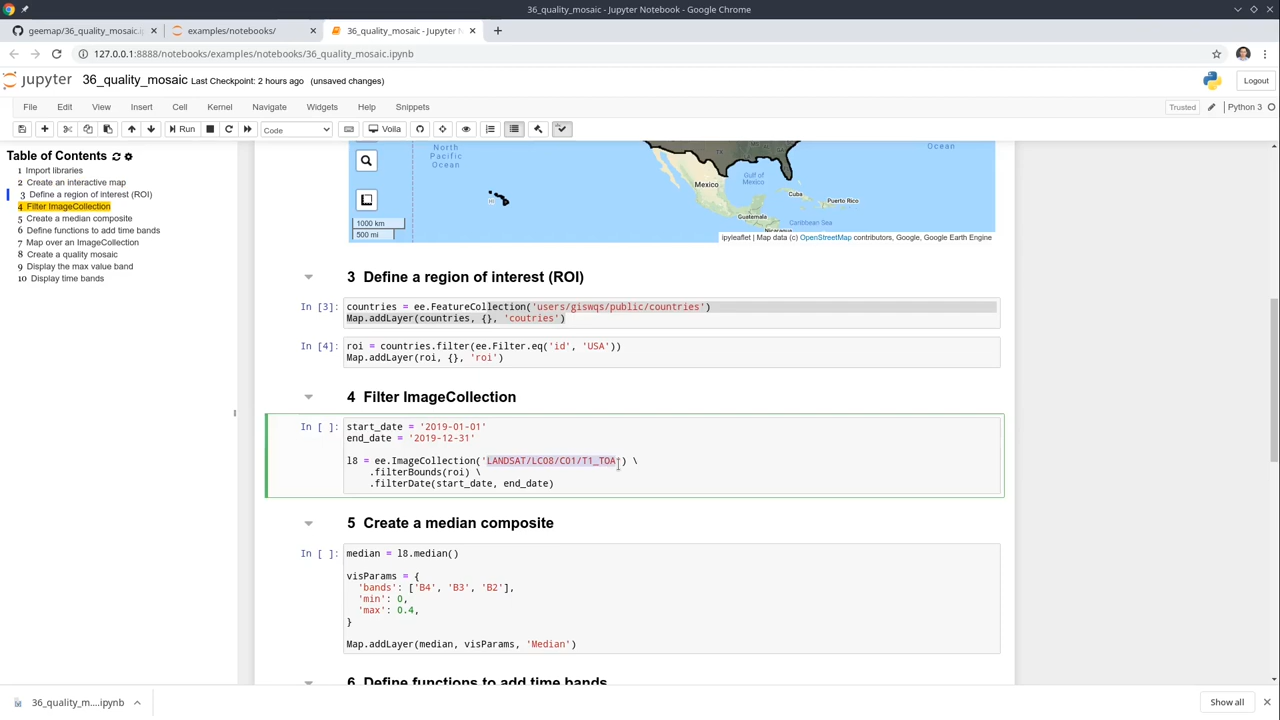 36_quality_mosaic - Jupyter Notebook - Google Chrome
geemap/36_quality_mosaic.i
examples/notebooks/
36_quality_mosaic - Jupyter N
127.0.0.1:8888/notebooks/examples/notebooks/36_quality_mosaic.ipynb
jupyter 36_quality_mosaic Last Checkpoint: 2 hours ago (unsaved changes)
Logout
File Edit View Insert Cell Kernel Navigate Widgets Help Snippets
Trusted Python 3
Run Code Voila
Table of Contents
1 Import libraries
2 Create an interactive map
3 Define a region of interest (ROI)
4 Filter ImageCollection
5 Create a median composite
6 Define functions to add time bands
7 Map over an ImageCollection
8 Create a quality mosaic
9 Display the max value band
10 Display time bands
North
Pacific
Ocean
Ocean
TX
Gulf of
Mexico
Mexico
Cuba
Puerto Rico
Guatemala
Caribbean Sea
Nicaragua
1000 km
500 mi
ipyleaflet | Map data (c) OpenStreetMap contributors, Google, Google Earth Engine
3 Define a region of interest (ROI)
In [3]: countries = ee.FeatureCollection('users/giswqs/public/countries')
Map.addLayer(countries, {}, 'coutries')
In [4]: roi = countries.filter(ee.Filter.eq('id', 'USA'))
Map.addLayer(roi, {}, 'roi')
4 Filter ImageCollection
In [ ]: start_date = '2019-01-01'
end_date = '2019-12-31'
l8 = ee.ImageCollection('LANDSAT/LC08/C01/T1_TOA') \
.filterBounds(roi) \
.filterDate(start_date, end_date)
5 Create a median composite
In [ ]: median = l8.median()
visParams = {
'bands': ['B4', 'B3', 'B2'],
'min': 0,
'max': 0.4,
}
Map.addLayer(median, visParams, 'Median')
6 Define functions to add time bands
36_quality_m....ipynb
Show all